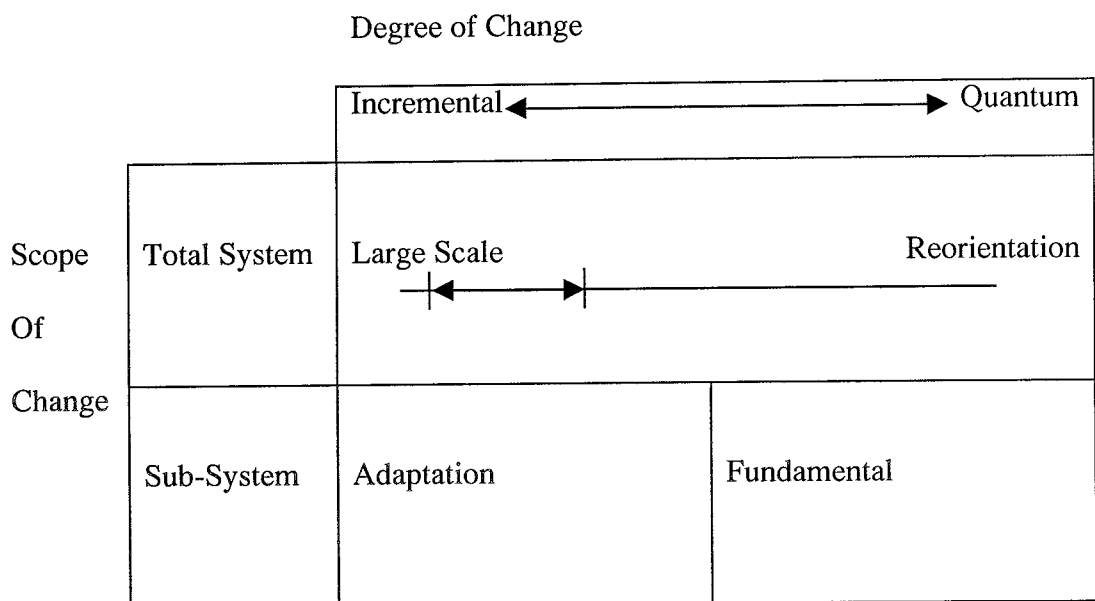 Degree of Change
Incremental Quantum
Scope
Of
Change
Total System
Large Scale Reorientation
Sub-System
Adaptation
Fundamental